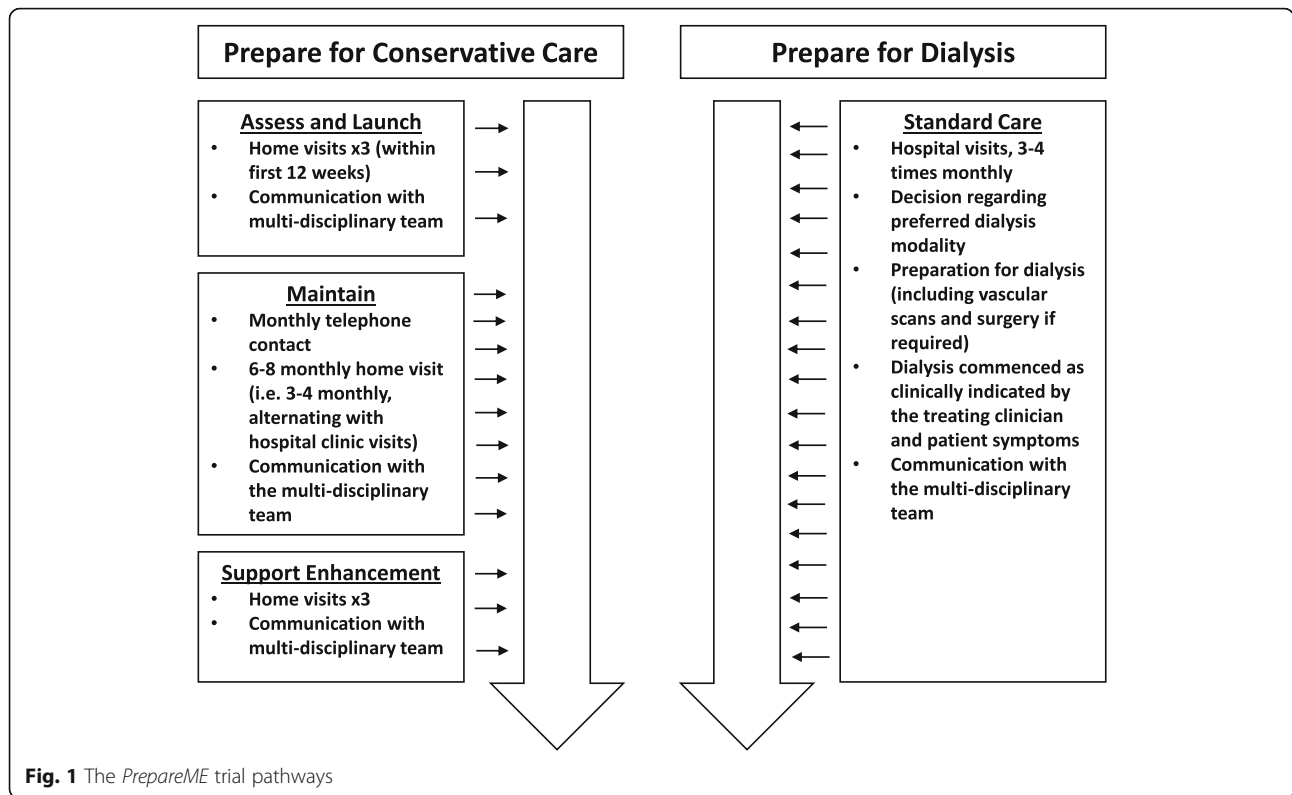 Prepare for Conservative Care
Assess and Launch
• Home visits x3 (within
first 12 weeks)
• Communication with
multi-disciplinary team
Maintain
• Monthly telephone
contact
• 6-8 monthly home visit
(i.e. 3-4 monthly,
alternating with
hospital clinic visits)
• Communication with
the multi-disciplinary
team
Support Enhancement
• Home visits x3
• Communication with
multi-disciplinary team
Prepare for Dialysis
Standard Care
• Hospital visits, 3-4
times monthly
• Decision regarding
preferred dialysis
modality
• Preparation for dialysis
(including vascular
scans and surgery if
required)
• Dialysis commenced as
clinically indicated by
the treating clinician
and patient symptoms
• Communication with
the multi-disciplinary
team
Fig. 1 The PrepareME trial pathways